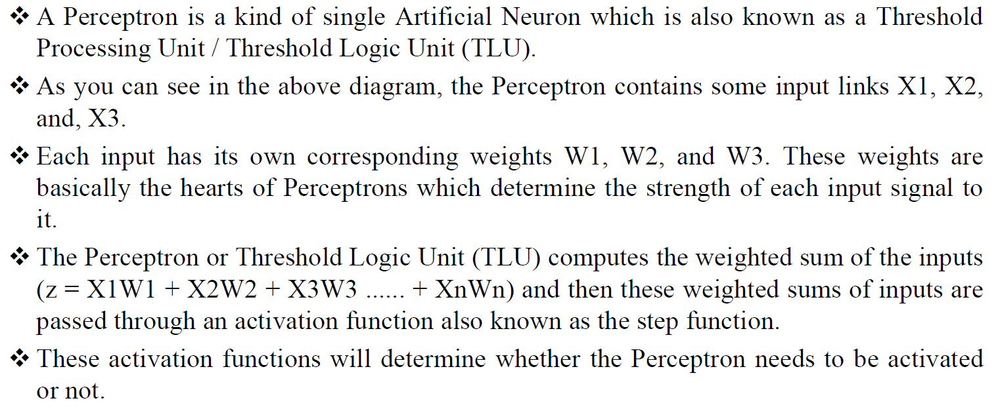 ❖ A Perceptron is a kind of single Artificial Neuron which is also known as a Threshold
Processing Unit / Threshold Logic Unit (TLU).
❖ As you can see in the above diagram, the Perceptron contains some input links X1, X2,
and, X3.
❖ Each input has its own corresponding weights W1, W2, and W3. These weights are
basically the hearts of Perceptrons which determine the strength of each input signal to
it.
❖ The Perceptron or Threshold Logic Unit (TLU) computes the weighted sum of the inputs
(z = X1W1 + X2W2 + X3W3 ...... + XnWn) and then these weighted sums of inputs are
passed through an activation function also known as the step function.
❖ These activation functions will determine whether the Perceptron needs to be activated
or not.